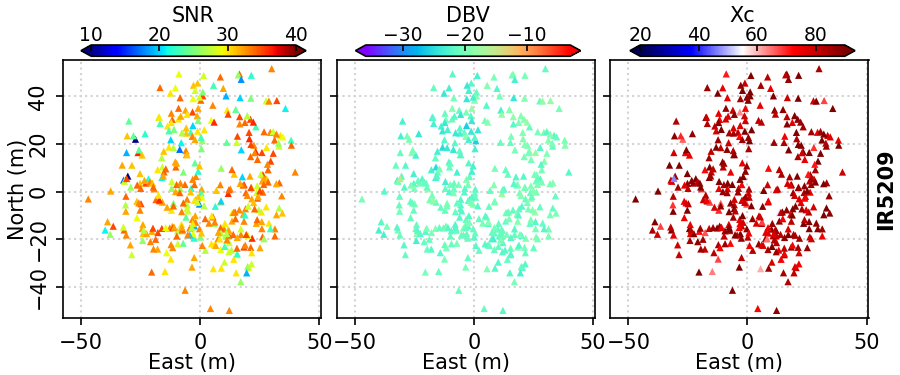 SNR DBV Xc
10 20 30 40 −30 −20 −10 20 40 60 80
40
20
0
−20
−40
North (m)
−50 0 50 −50 0 50 −50 0 50
East (m) East (m) East (m)
IR5209